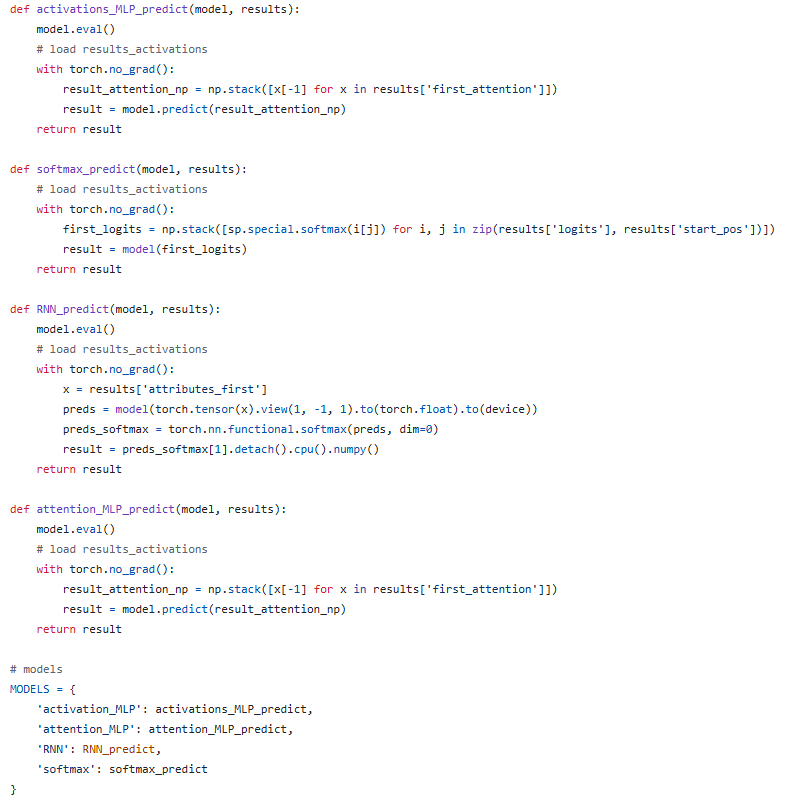 def activations_MLP_predict(model, results):
    model.eval()
    # load results_activations
    with torch.no_grad():
        result_attention_np = np.stack([x[-1] for x in results['first_attention']])
        result = model.predict(result_attention_np)
    return result

def softmax_predict(model, results):
    # load results_activations
    with torch.no_grad():
        first_logits = np.stack([sp.special.softmax(i[j]) for i, j in zip(results['logits'], results['start_pos'])])
        result = model(first_logits)
    return result

def RNN_predict(model, results):
    model.eval()
    # load results_activations
    with torch.no_grad():
        x = results['attributes_first']
        preds = model(torch.tensor(x).view(1, -1, 1).to(torch.float).to(device))
        preds_softmax = torch.nn.functional.softmax(preds, dim=0)
        result = preds_softmax[1].detach().cpu().numpy()
    return result

def attention_MLP_predict(model, results):
    model.eval()
    # load results_activations
    with torch.no_grad():
        result_attention_np = np.stack([x[-1] for x in results['first_attention']])
        result = model.predict(result_attention_np)
    return result

# models
MODELS = {
    'activation_MLP': activations_MLP_predict,
    'attention_MLP': attention_MLP_predict,
    'RNN': RNN_predict,
    'softmax': softmax_predict
}